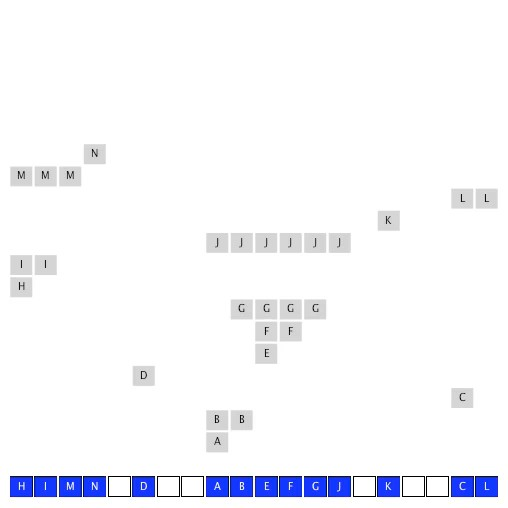 N
M M M
L L
K
J J J J J J
I I
H
G G G G
F F
E
D
C
B B
A
H I M N D A B E F G J K C L